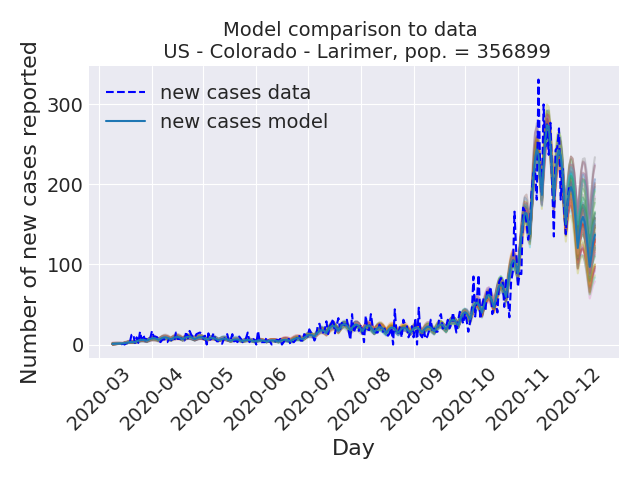 Model comparison to data
US - Colorado - Larimer, pop. = 356899
Number of new cases reported
300
200
100
0
new cases data
new cases model
2020-03
2020-04
2020-05
2020-06
2020-07
2020-08
2020-09
2020-10
2020-11
2020-12
Day